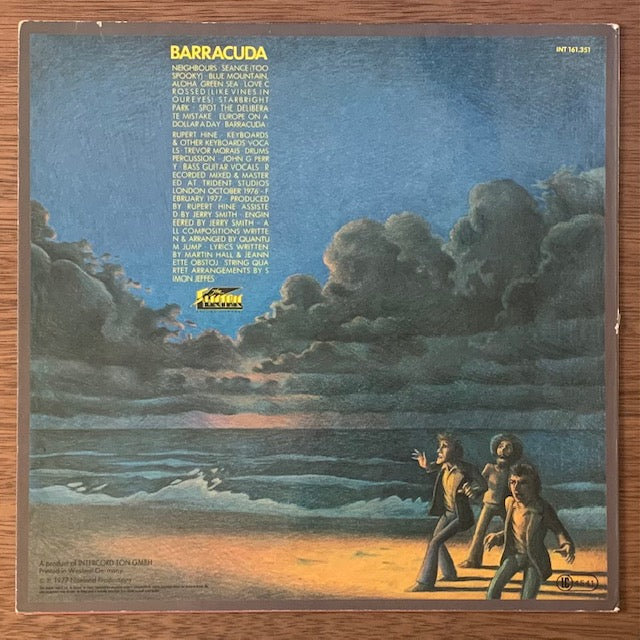 BARRACUDA
INT 161.351
NEIGHBOURS · SEANCE (TOO
SPOOKY) · BLUE MOUNTAIN,
ALOHA GREEN SEA · LOVE C
ROSSED (LIKE VINES IN
OUR EYES) STARBRIGHT
PARK · SPOT THE DELIBERA
TE MISTAKE · EUROPE ON A
DOLLAR A DAY · BARRACUDA ·
RUPERT HINE · KEYBOARDS
& OTHER KEYBOARDS VOCA
LS · TREVOR MORAIS · DRUMS
PERCUSSION · JOHN G PERR
Y · BASS GUITAR VOCALS · R
ECORDED MIXED & MASTER
ED AT TRIDENT STUDIOS
LONDON OCTOBER 1976 - F
EBRUARY 1977 · PRODUCED
BY RUPERT HINE ASSISTE
D BY JERRY SMITH · ENGIN
EERED BY JERRY SMITH · A
LL COMPOSITIONS WRITTE
N & ARRANGED BY QUANTU
M JUMP · LYRICS WRITTEN
BY MARTIN HALL & JEANN
ETTE OBSTOJ · STRING QUA
RTET ARRANGEMENTS BY S
IMON JEFFES
The
ELECTRIC
A product of INTERCORD TON GMBH
Printed in Western Germany
© ℗ 1977 Productions
LC